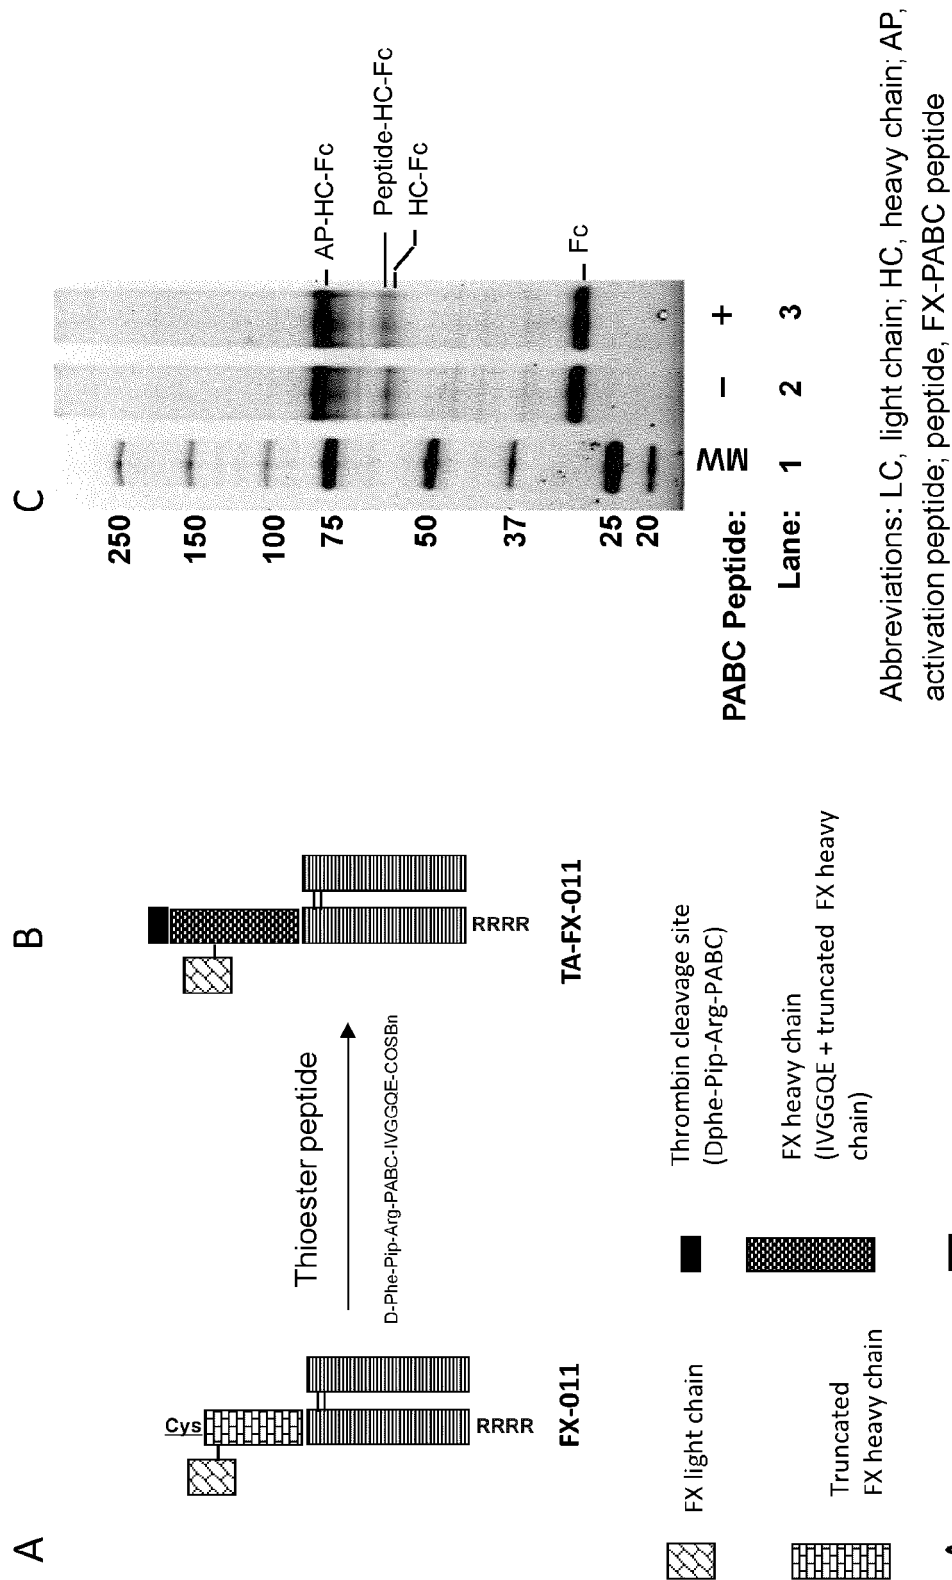 A
Cys
RRRR
FX-011
Thioester peptide
D-Phe-Pip-Arg-PABC-IVGGQE-COSBn
B
RRRR
TA-FX-011
FX light chain
Truncated
FX heavy chain
Thrombin cleavage site
(Dphe-Pip-Arg-PABC)
FX heavy chain
(IVGGQE + truncated FX heavy
chain)
C
250
150
100
75
50
37
25
20
AP-HC-Fc
Peptide-HC-Fc
HC-Fc
Fc
PABC Peptide: MW − +
Lane: 1 2 3
Abbreviations: LC, light chain; HC, heavy chain; AP,
activation peptide; peptide, FX-PABC peptide